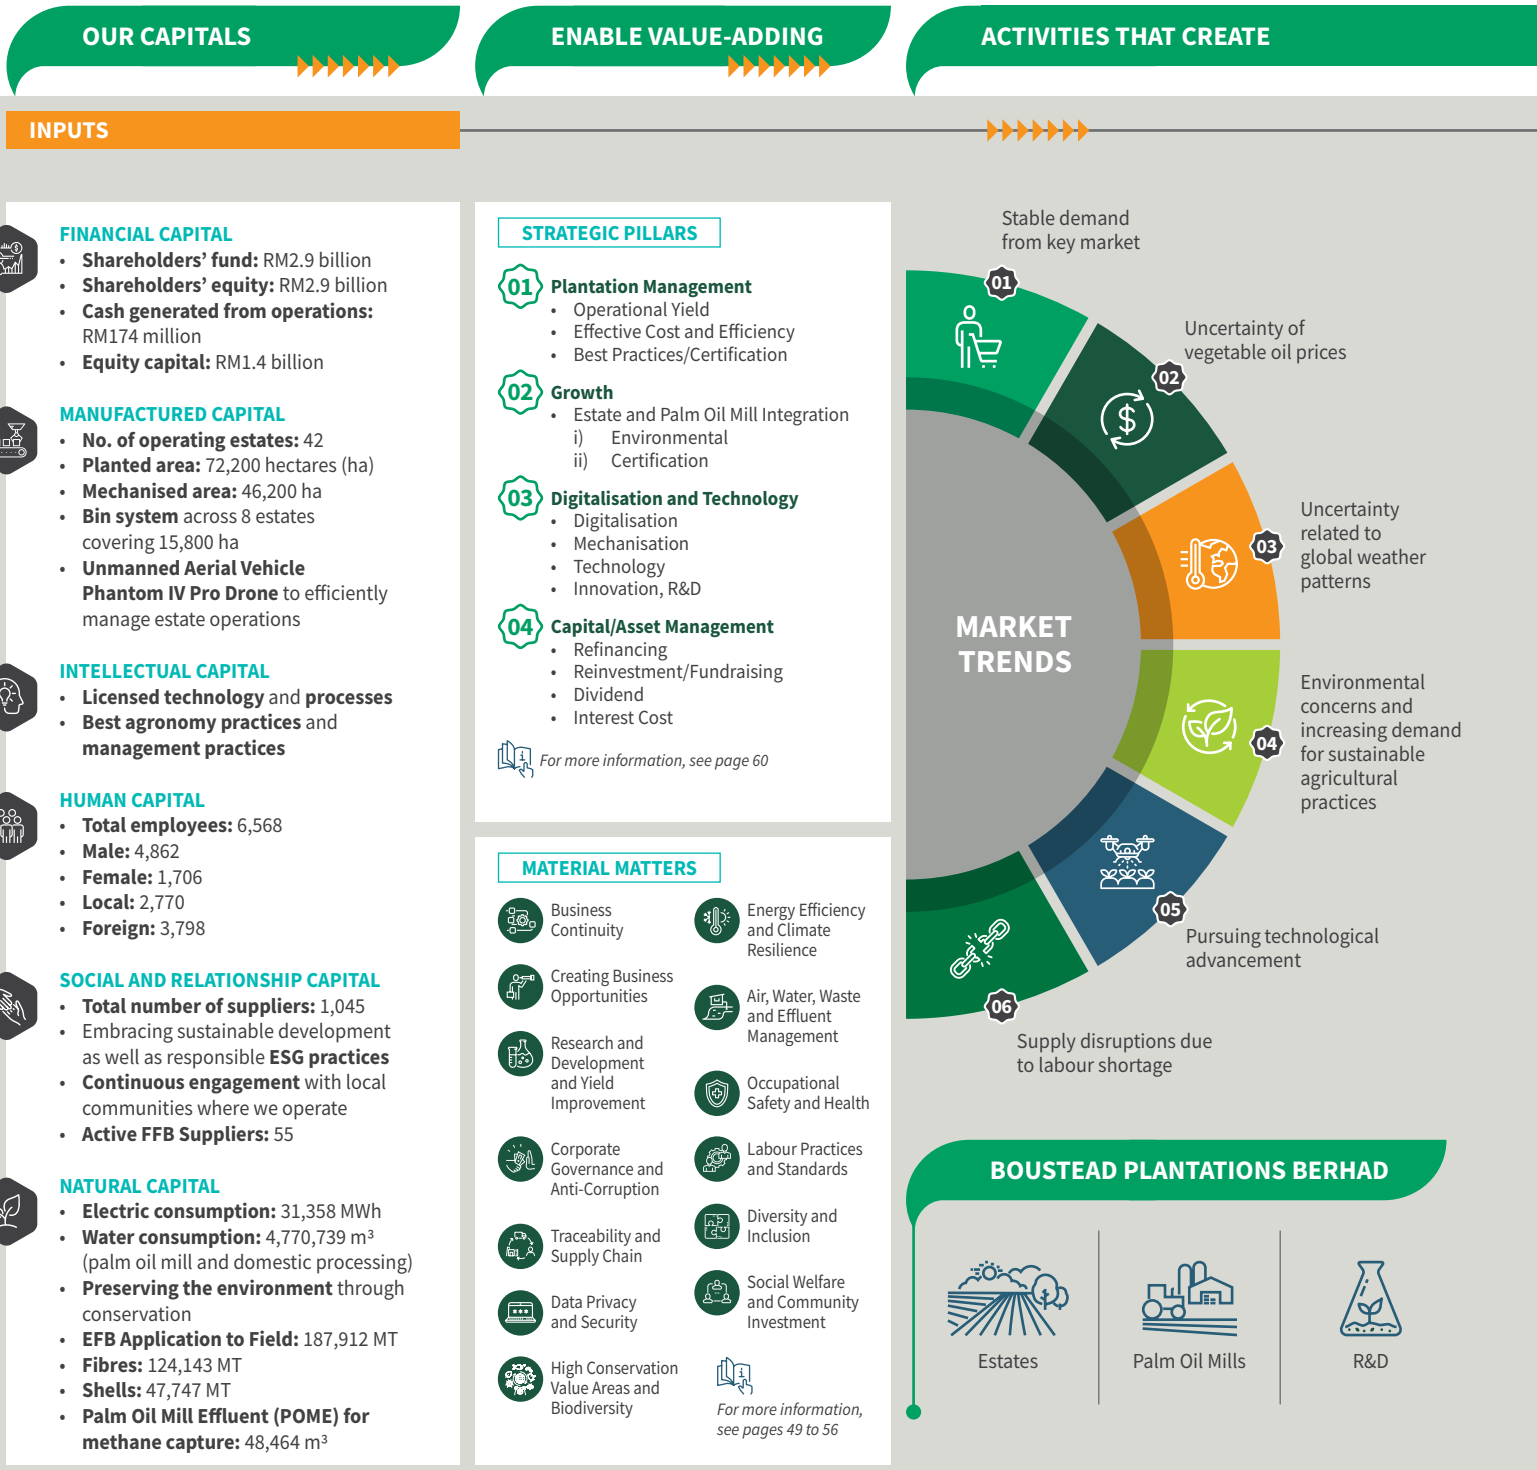 OUR CAPITALS
ENABLE VALUE-ADDING
ACTIVITIES THAT CREATE
INPUTS
FINANCIAL CAPITAL
• Shareholders’ fund: RM2.9 billion
• Shareholders’ equity: RM2.9 billion
• Cash generated from operations:
RM174 million
• Equity capital: RM1.4 billion
MANUFACTURED CAPITAL
• No. of operating estates: 42
• Planted area: 72,200 hectares (ha)
• Mechanised area: 46,200 ha
• Bin system across 8 estates
covering 15,800 ha
• Unmanned Aerial Vehicle
Phantom IV Pro Drone to efficiently
manage estate operations
INTELLECTUAL CAPITAL
• Licensed technology and processes
• Best agronomy practices and
management practices
HUMAN CAPITAL
• Total employees: 6,568
• Male: 4,862
• Female: 1,706
• Local: 2,770
• Foreign: 3,798
SOCIAL AND RELATIONSHIP CAPITAL
• Total number of suppliers: 1,045
• Embracing sustainable development
as well as responsible ESG practices
• Continuous engagement with local
communities where we operate
• Active FFB Suppliers: 55
NATURAL CAPITAL
• Electric consumption: 31,358 MWh
• Water consumption: 4,770,739 m³
(palm oil mill and domestic processing)
• Preserving the environment through
conservation
• EFB Application to Field: 187,912 MT
• Fibres: 124,143 MT
• Shells: 47,747 MT
• Palm Oil Mill Effluent (POME) for
methane capture: 48,464 m³
STRATEGIC PILLARS
01 Plantation Management
• Operational Yield
• Effective Cost and Efficiency
• Best Practices/Certification
02 Growth
• Estate and Palm Oil Mill Integration
i) Environmental
ii) Certification
03 Digitalisation and Technology
• Digitalisation
• Mechanisation
• Technology
• Innovation, R&D
04 Capital/Asset Management
• Refinancing
• Reinvestment/Fundraising
• Dividend
• Interest Cost
For more information, see page 60
MATERIAL MATTERS
Business
Continuity
Creating Business
Opportunities
Research and
Development
and Yield
Improvement
Corporate
Governance and
Anti-Corruption
Traceability and
Supply Chain
Data Privacy
and Security
High Conservation
Value Areas and
Biodiversity
Energy Efficiency
and Climate
Resilience
Air, Water, Waste
and Effluent
Management
Occupational
Safety and Health
Labour Practices
and Standards
Diversity and
Inclusion
Social Welfare
and Community
Investment
For more information,
see pages 49 to 56
MARKET
TRENDS
Stable demand
from key market
01
Uncertainty of
vegetable oil prices
02
$
Uncertainty
related to
global weather
patterns
03
Environmental
concerns and
increasing demand
for sustainable
agricultural
practices
04
05
Pursuing technological
advancement
06
Supply disruptions due
to labour shortage
BOUSTEAD PLANTATIONS BERHAD
Estates
Palm Oil Mills
R&D